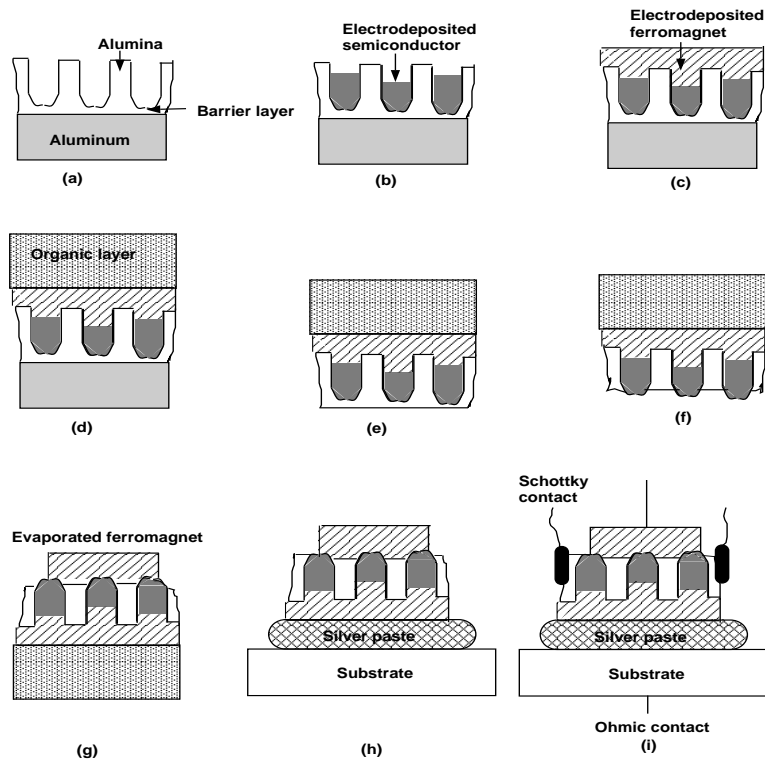 Alumina
Barrier layer
Aluminum
(a)
Electrodeposited
semiconductor
(b)
Electrodeposited
ferromagnet
(c)
Organic layer
(d)
(e)
(f)
Evaporated ferromagnet
(g)
Silver paste
Substrate
(h)
Schottky
contact
Silver paste
Substrate
Ohmic contact
(i)